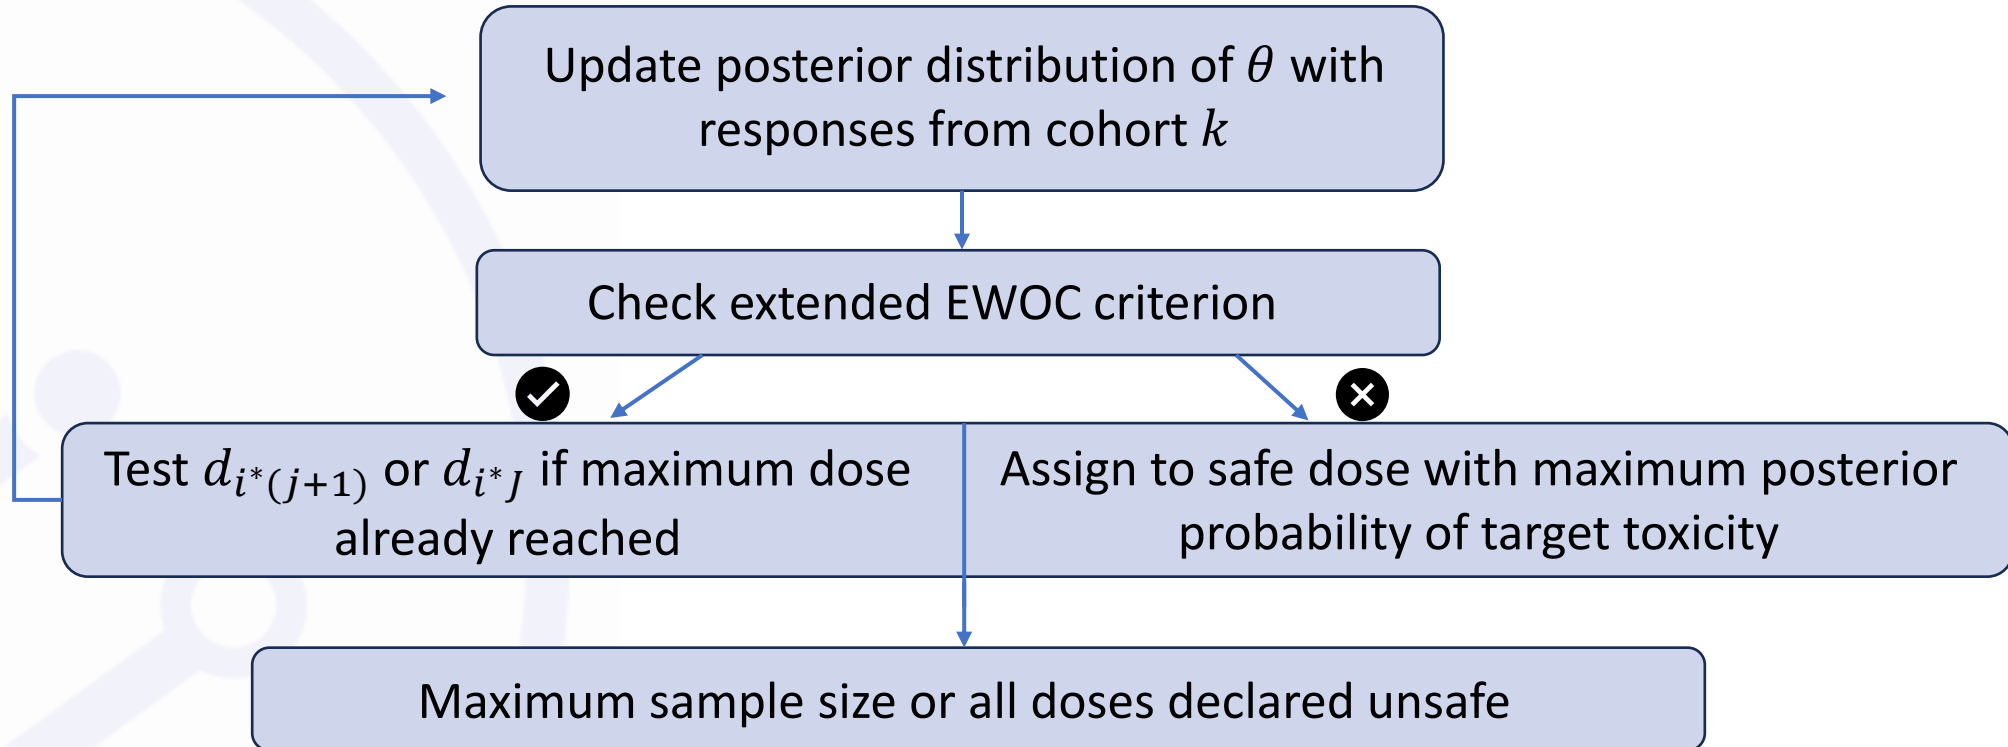 Update posterior distribution of θ with
responses from cohort k
Check extended EWOC criterion
Test d_{i*(j+1)} or d_{i*J} if maximum dose
already reached
Assign to safe dose with maximum posterior
probability of target toxicity
Maximum sample size or all doses declared unsafe